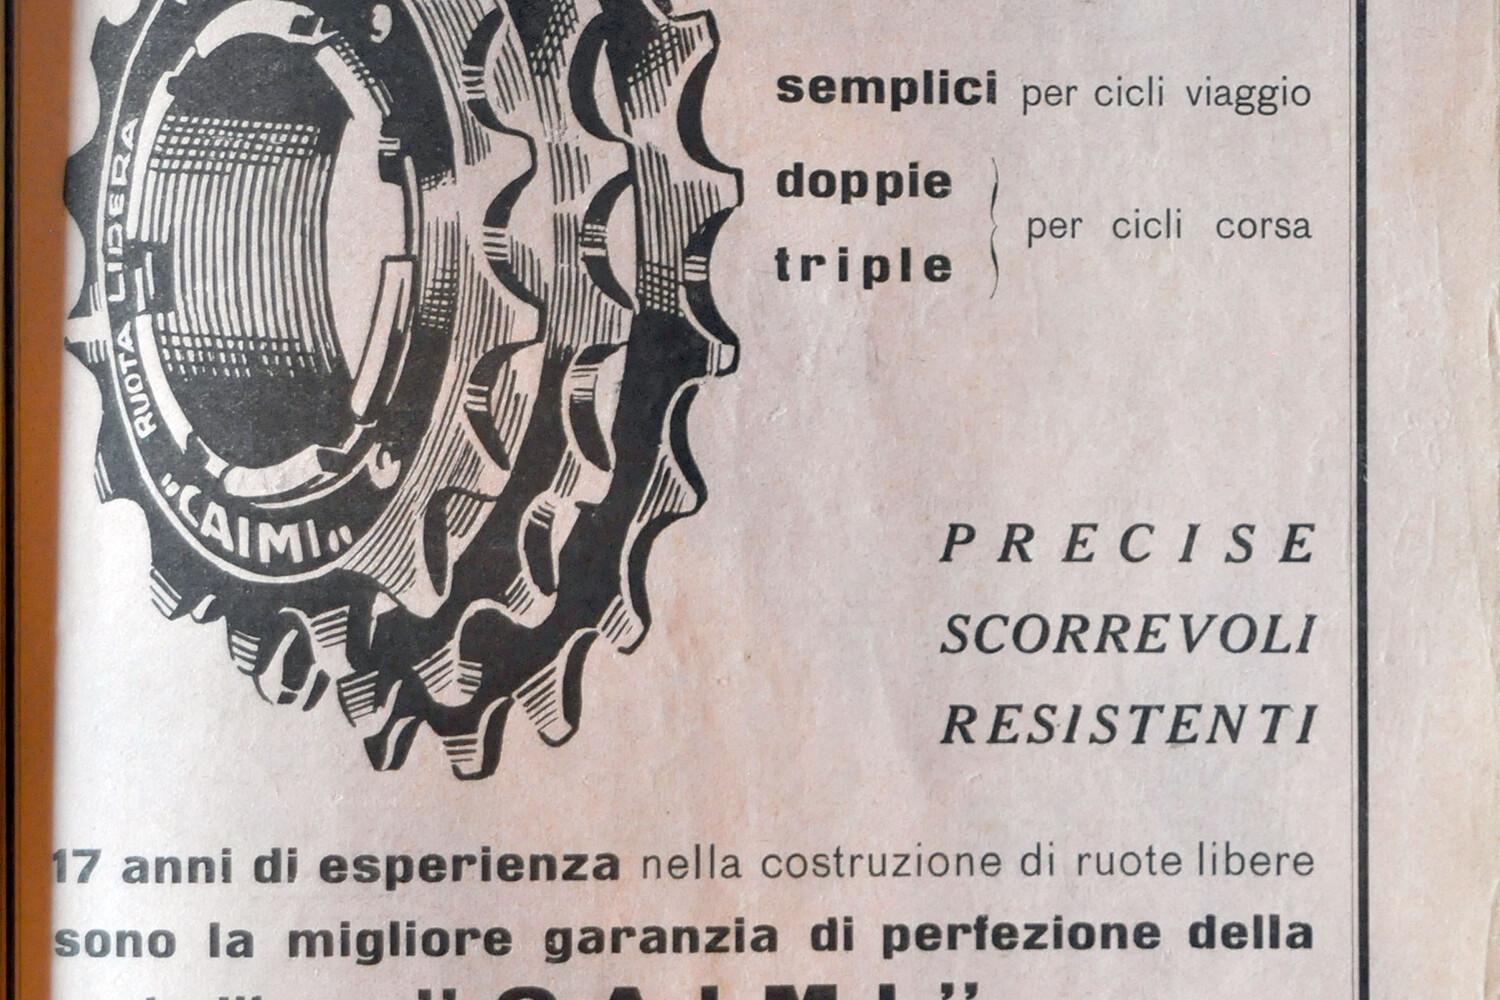 RUOTA LIBERA
"CAIMI"
semplici per cicli viaggio
doppie
triple
per cicli corsa
PRECISE
SCORREVOLI
RESISTENTI
17 anni di esperienza nella costruzione di ruote libere
sono la migliore garanzia di perfezione della
"CAIMI"